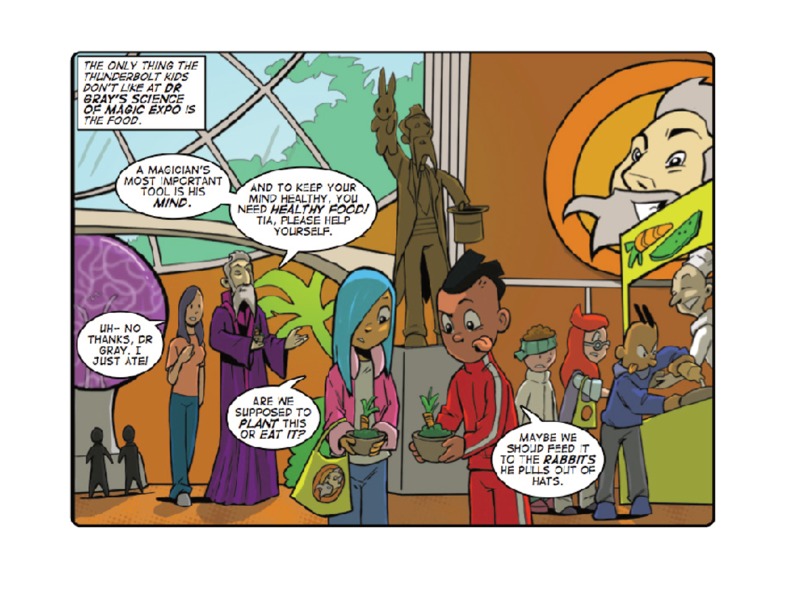 THE ONLY THING THE
THUNDERBOLT KIDS
DON'T LIKE AT DR
GRAY'S SCIENCE
OF MAGIC EXPO IS
THE FOOD.
A MAGICIAN'S
MOST IMPORTANT
TOOL IS HIS
MIND.
AND TO KEEP YOUR
MIND HEALTHY, YOU
NEED HEALTHY FOOD!
TIA, PLEASE HELP
YOURSELF.
UH- NO
THANKS, DR
GRAY. I
JUST ATE!
ARE WE
SUPPOSED TO
PLANT THIS
OR EAT IT?
MAYBE WE
SHOUD FEED IT
TO THE RABBITS
HE PULLS OUT OF
HATS.